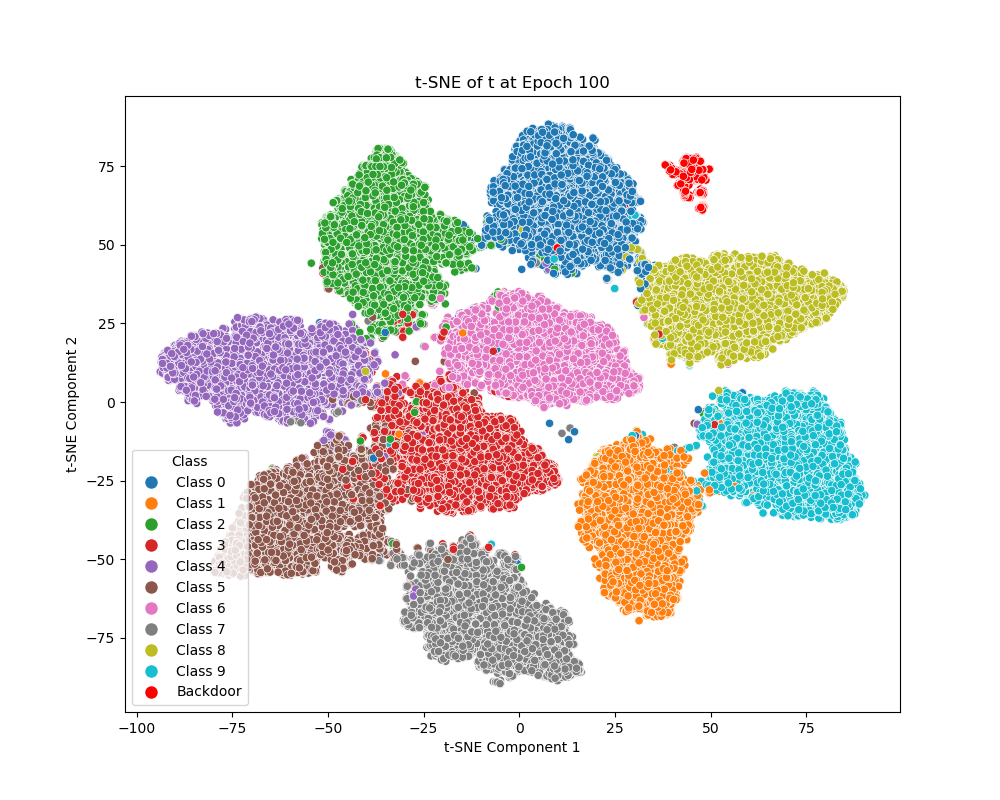 t-SNE of t at Epoch 100
75
50
25
0
−25
−50
−75
t-SNE Component 2
Class
Class 0
Class 1
Class 2
Class 3
Class 4
Class 5
Class 6
Class 7
Class 8
Class 9
Backdoor
−100
−75
−50
−25
0
25
50
75
t-SNE Component 1